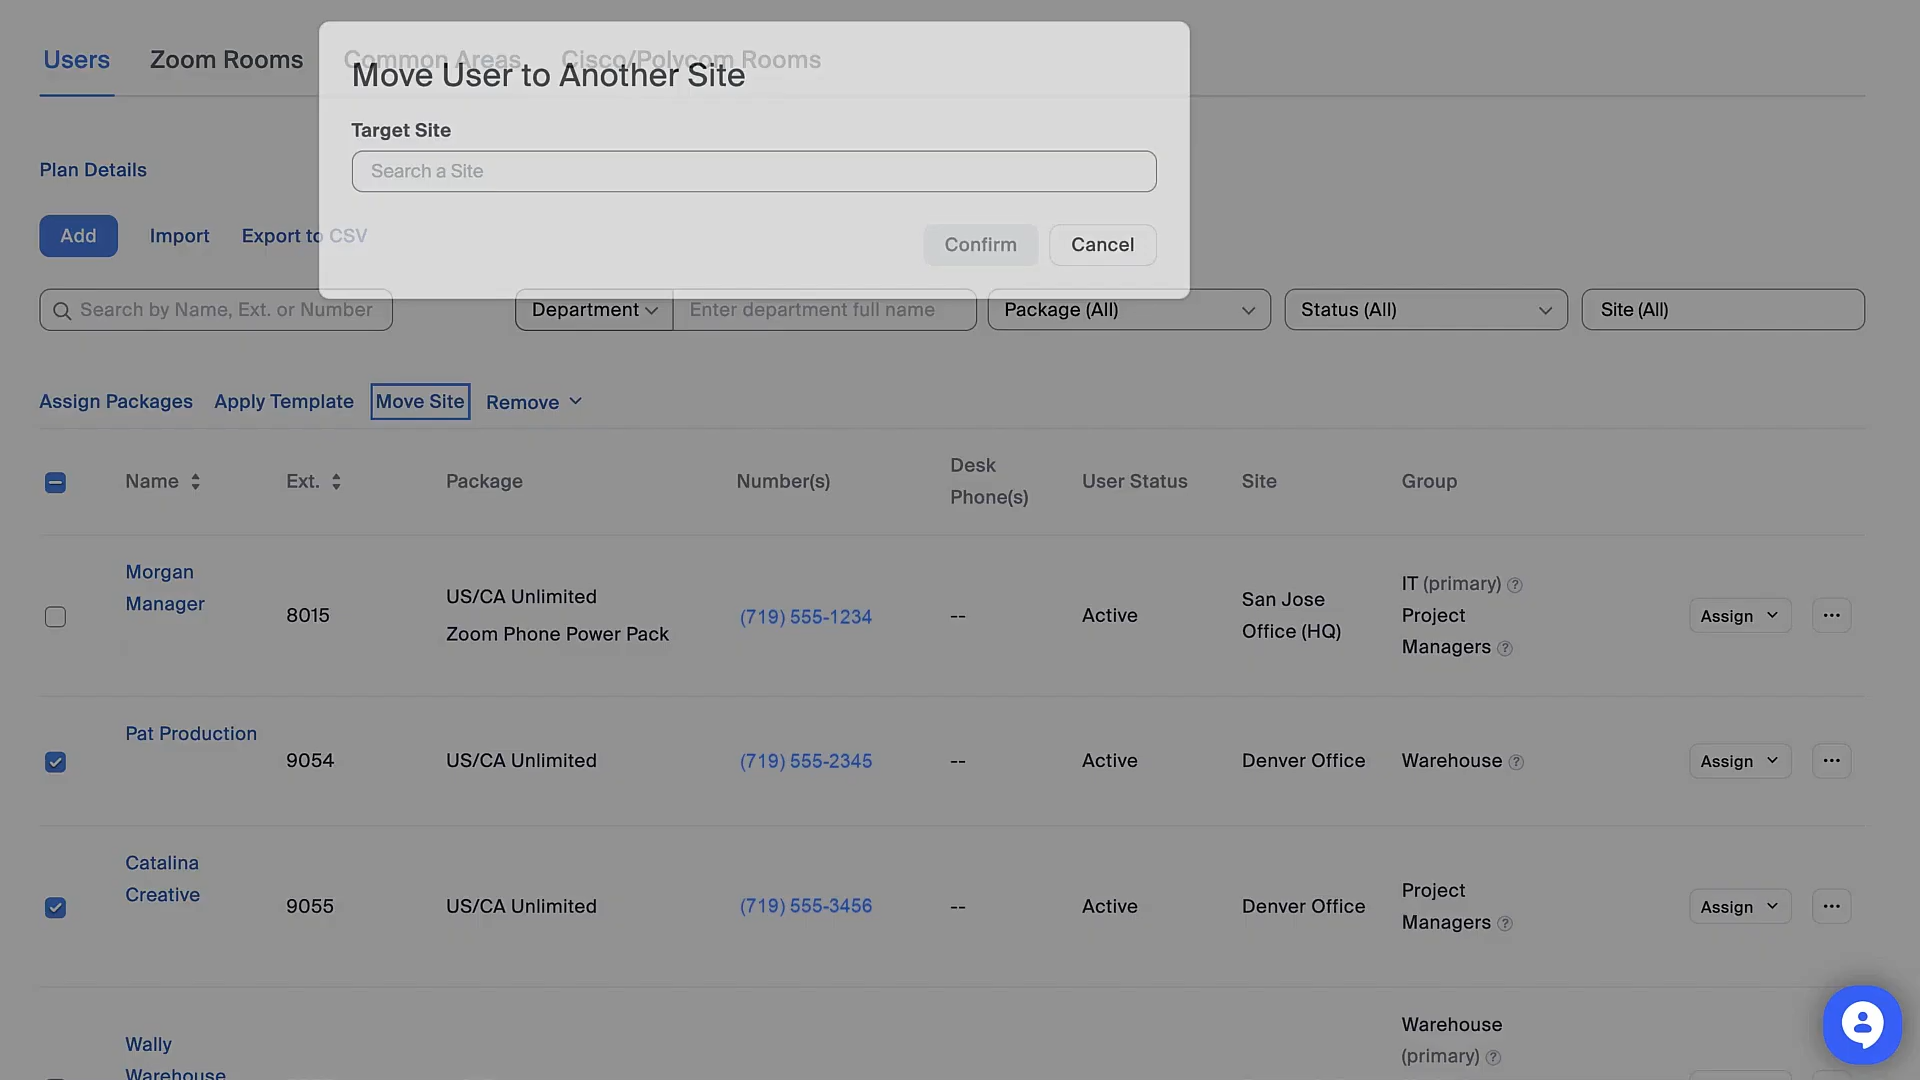 Users
Zoom Rooms
Common Areas
Cisco/Polycom Rooms
Move User to Another Site
Target Site
Search a Site
Plan Details
Add
Import
Export to CSV
Confirm
Cancel
Search by Name, Ext. or Number
Department
Enter department full name
Package (All)
Status (All)
Site (All)
Assign Packages
Apply Template
Move Site
Remove
Name
Ext.
Package
Number(s)
Desk
Phone(s)
User Status
Site
Group
Morgan
Manager
8015
US/CA Unlimited
Zoom Phone Power Pack
(719) 555-1234
--
Active
San Jose
Office (HQ)
IT (primary)
Project
Managers
Assign
Pat Production
9054
US/CA Unlimited
(719) 555-2345
--
Active
Denver Office
Warehouse
Assign
Catalina
Creative
9055
US/CA Unlimited
(719) 555-3456
--
Active
Denver Office
Project
Managers
Assign
Wally
Warehouse
Warehouse
(primary)